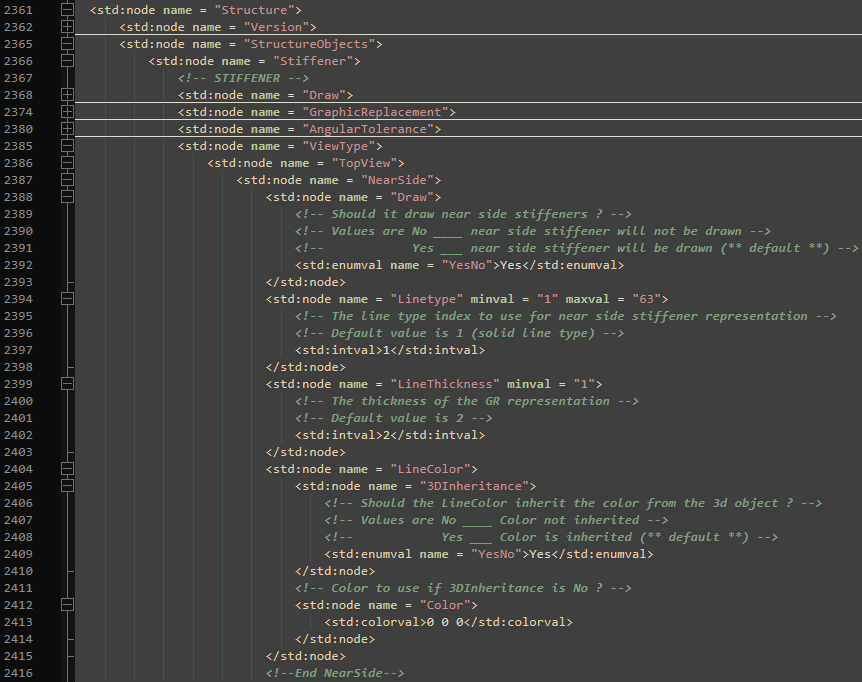 2361 <std:node name = "Structure">
2362 <std:node name = "Version">
2365 <std:node name = "StructureObjects">
2366 <std:node name = "Stiffener">
2367 <!-- STIFFENER -->
2368 <std:node name = "Draw">
2374 <std:node name = "GraphicReplacement">
2380 <std:node name = "AngularTolerance">
2385 <std:node name = "ViewType">
2386 <std:node name = "TopView">
2387 <std:node name = "NearSide">
2388 <std:node name = "Draw">
2389 <!-- Should it draw near side stiffeners ? -->
2390 <!-- Values are No ____ near side stiffener will not be drawn -->
2391 <!-- Yes ___ near side stiffener will be drawn (** default **) -->
2392 <std:enumval name = "YesNo">Yes</std:enumval>
2393 </std:node>
2394 <std:node name = "Linetype" minval = "1" maxval = "63">
2395 <!-- The line type index to use for near side stiffener representation -->
2396 <!-- Default value is 1 (solid line type) -->
2397 <std:intval>1</std:intval>
2398 </std:node>
2399 <std:node name = "LineThickness" minval = "1">
2400 <!-- The thickness of the GR representation -->
2401 <!-- Default value is 2 -->
2402 <std:intval>2</std:intval>
2403 </std:node>
2404 <std:node name = "LineColor">
2405 <std:node name = "3DInheritance">
2406 <!-- Should the LineColor inherit the color from the 3d object ? -->
2407 <!-- Values are No ____ Color not inherited -->
2408 <!-- Yes ___ Color is inherited (** default **) -->
2409 <std:enumval name = "YesNo">Yes</std:enumval>
2410 </std:node>
2411 <!-- Color to use if 3DInheritance is No ? -->
2412 <std:node name = "Color">
2413 <std:colorval>0 0 0</std:colorval>
2414 </std:node>
2415 </std:node>
2416 <!--End NearSide-->